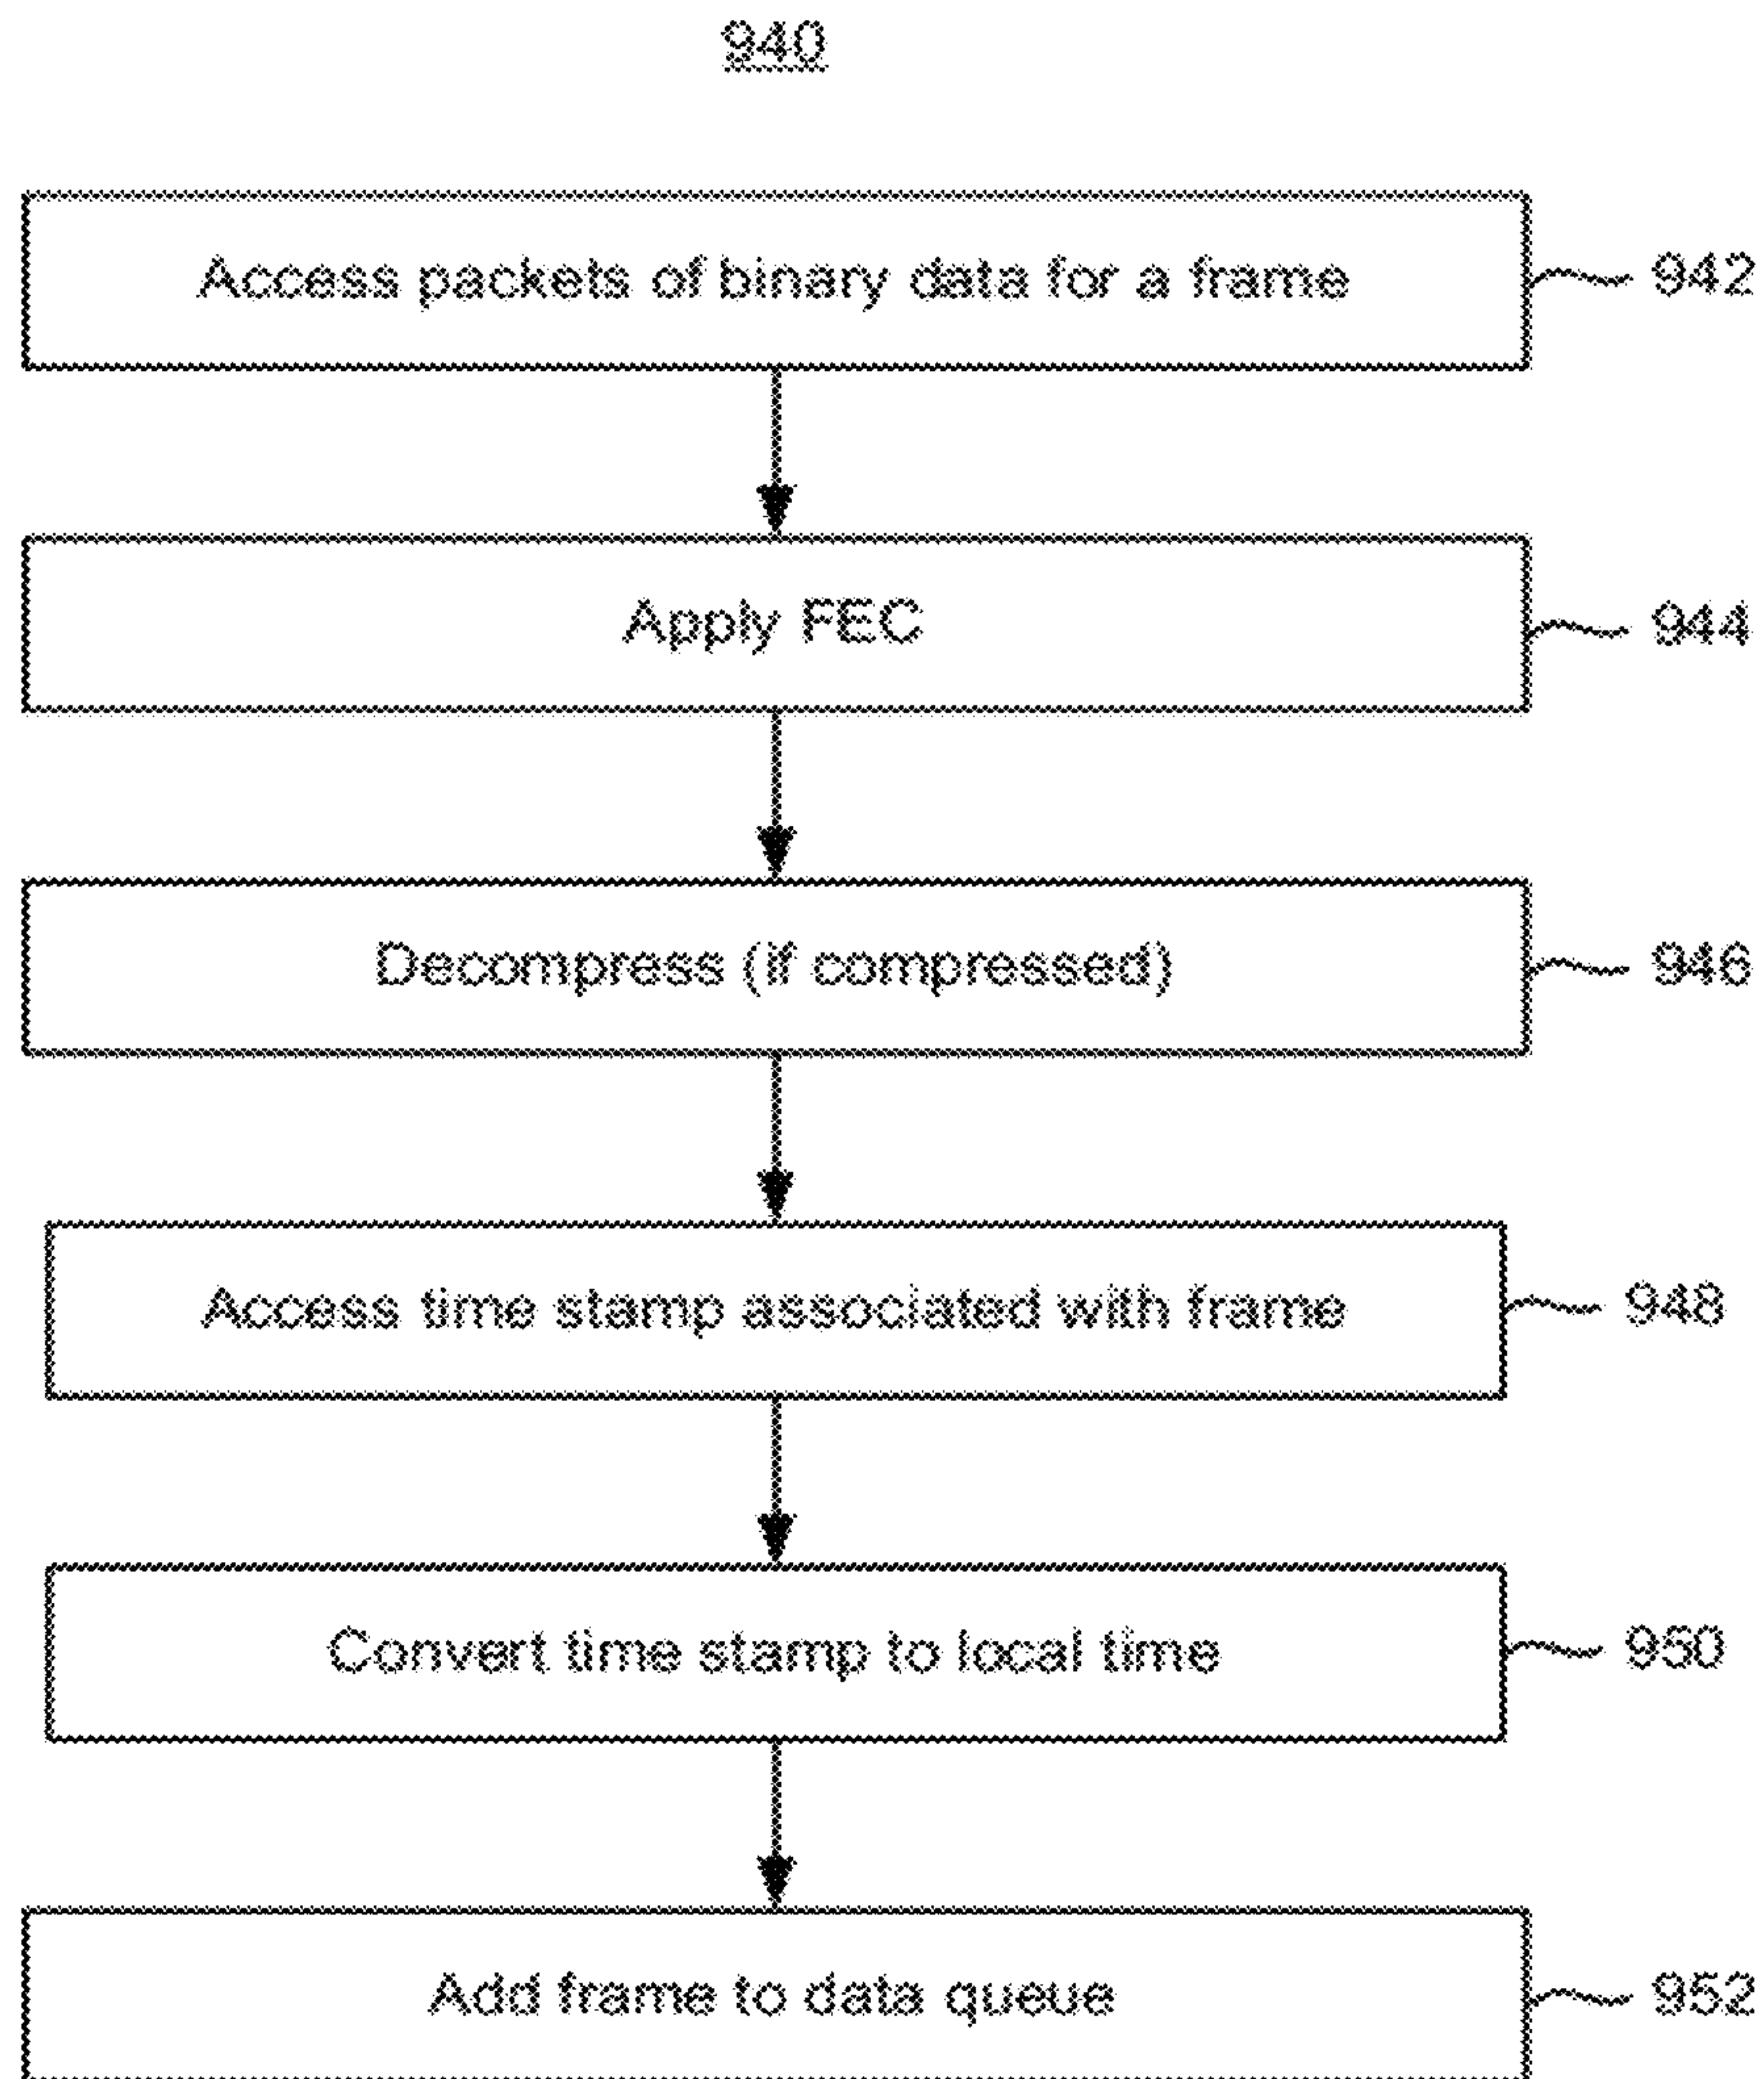 940
Access packets of binary data for a frame 942
Apply FEC 944
Decompress (if compressed) 946
Access time stamp associated with frame 948
Convert time stamp to local time 950
Add frame to data queue 952